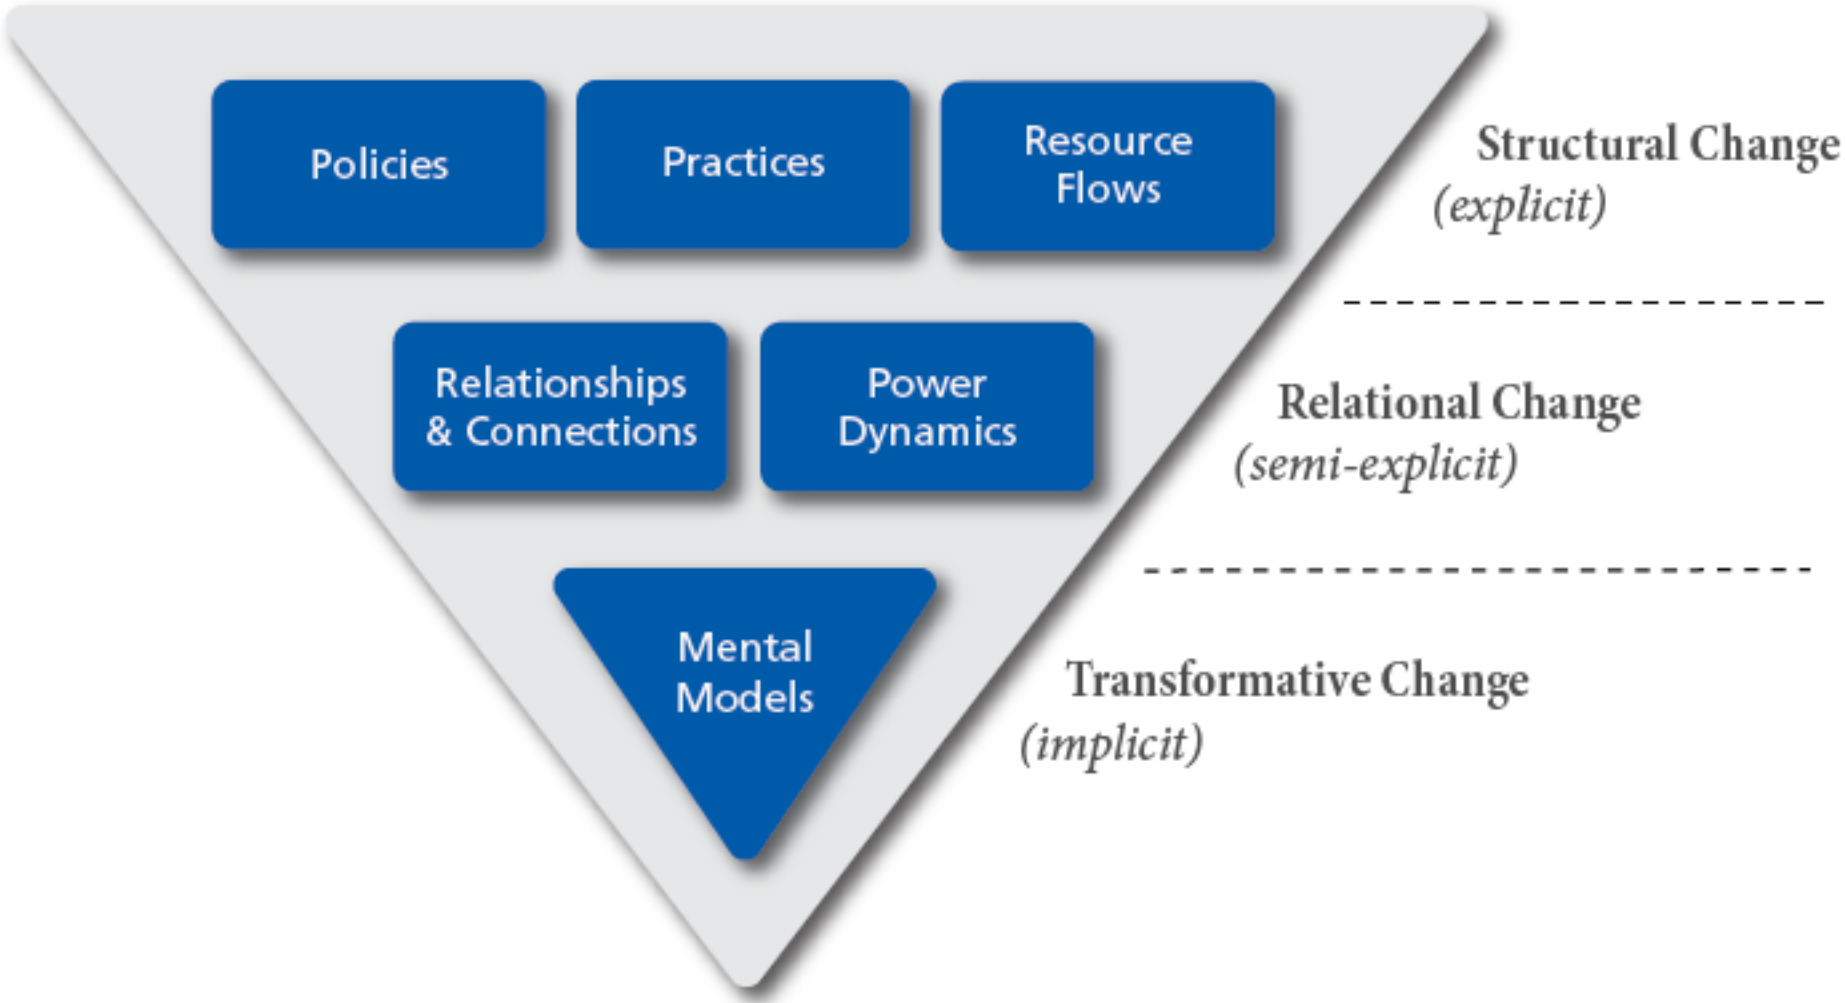 Policies
Practices
Resource
Flows
Structural Change
(explicit)
Relationships
& Connections
Power
Dynamics
Relational Change
(semi-explicit)
Mental
Models
Transformative Change
(implicit)